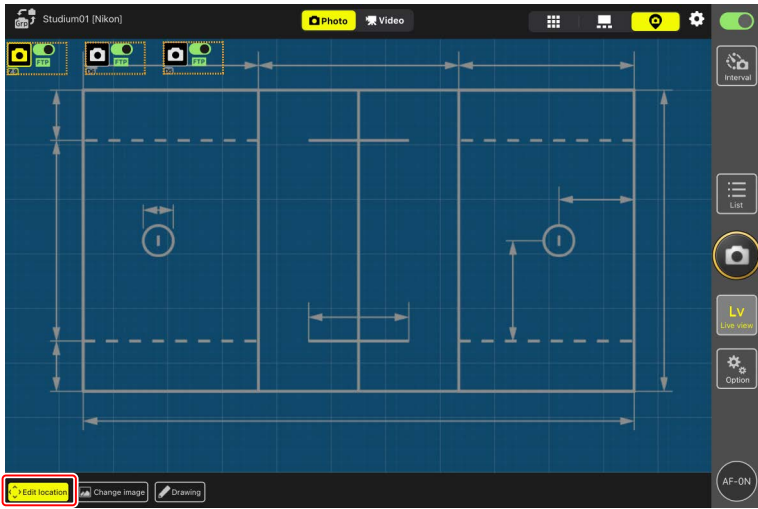 Grp
Studium01 [Nikon]
Photo
Video
FTP
FTP
FTP
Interval
List
Lv
Live view
Option
AF-ON
Edit location
Change image
Drawing